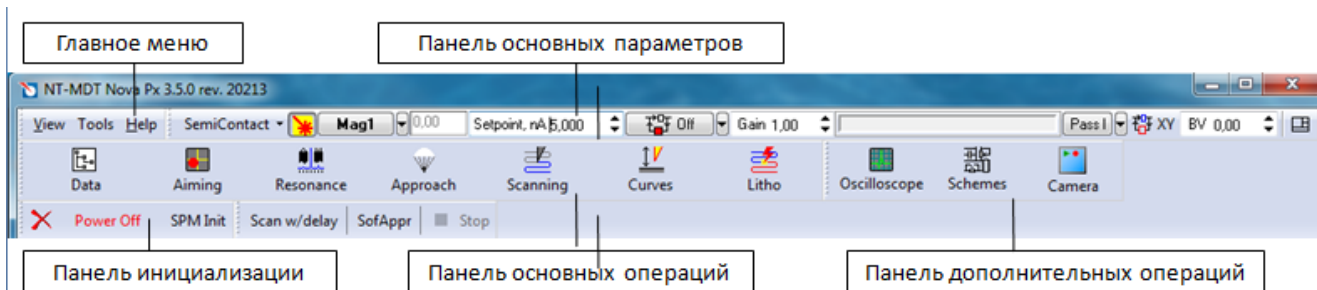 Главное меню
Панель основных параметров
NT-MDT Nova Px 3.5.0 rev. 20213
View Tools Help SemiContact Mag1 0,00 Setpoint, nA 5,000 Off Gain 1,00 Pass I XY BV 0,00
Data Aiming Resonance Approach Scanning Curves Litho Oscilloscope Schemes Camera
Power Off SPM Init Scan w/delay SofAppr Stop
Панель инициализации
Панель основных операций
Панель дополнительных операций